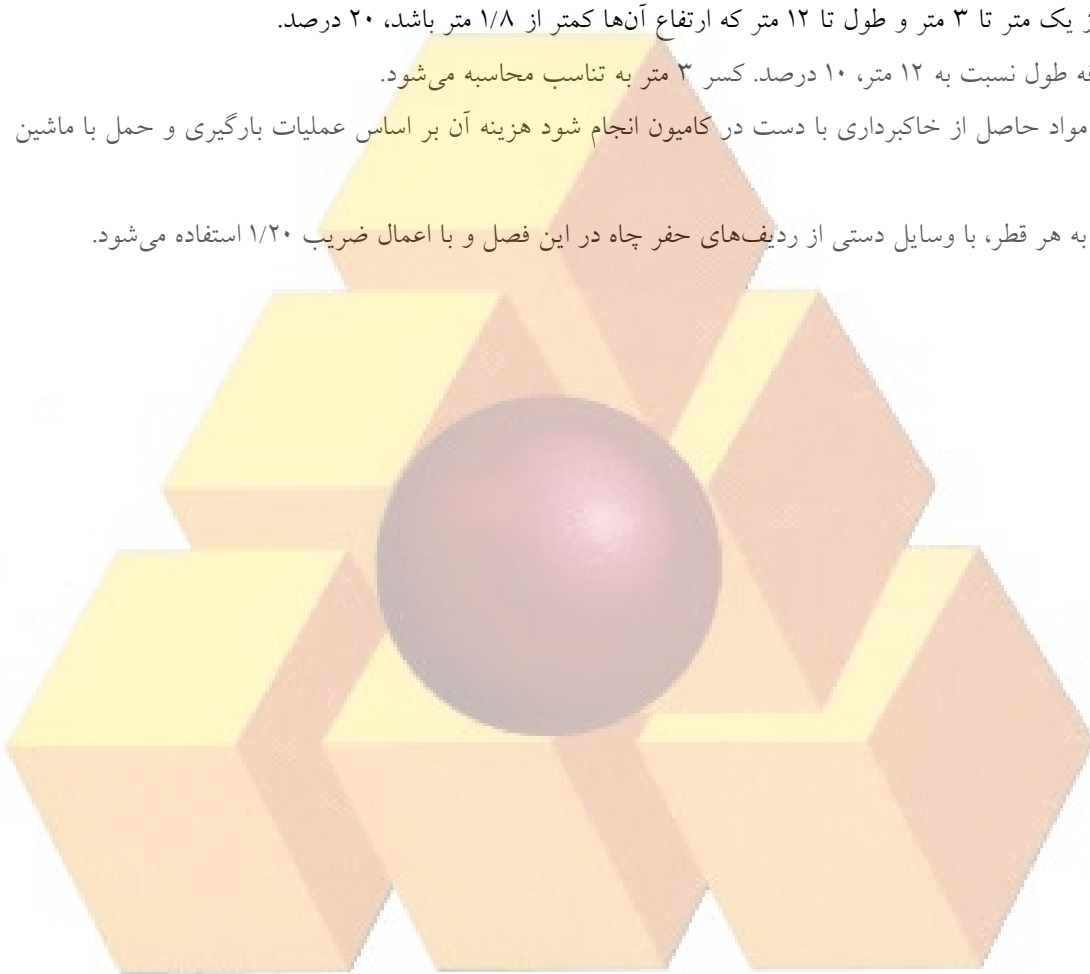 یک متر تا ۳ متر و طول تا ۱۲ متر که ارتفاع آن‌ها کمتر از ۱/۸ متر باشد، ۲۰ درصد.
طول نسبت به ۱۲ متر، ۱۰ درصد. کسر ۳ متر به تناسب محاسبه می‌شود.
مواد حاصل از خاکبرداری با دست در کامیون انجام شود هزینه آن بر اساس عملیات بارگیری و حمل با ماشین
به هر قطر، با وسایل دستی از ردیف‌های حفر چاه در این فصل و با اعمال ضریب ۱/۲۰ استفاده می‌شود.